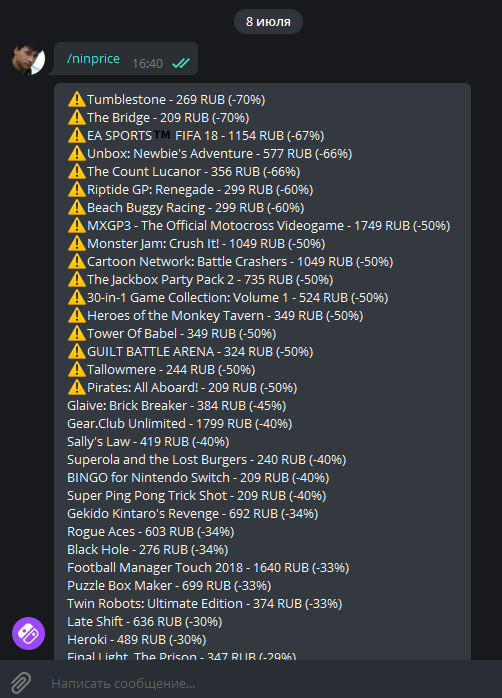 8 июля
/ninprice 16:40
⚠️Tumblestone - 269 RUB (-70%)
⚠️The Bridge - 209 RUB (-70%)
⚠️EA SPORTS™ FIFA 18 - 1154 RUB (-67%)
⚠️Unbox: Newbie's Adventure - 577 RUB (-66%)
⚠️The Count Lucanor - 356 RUB (-66%)
⚠️Riptide GP: Renegade - 299 RUB (-60%)
⚠️Beach Buggy Racing - 299 RUB (-60%)
⚠️MXGP3 - The Official Motocross Videogame - 1749 RUB (-50%)
⚠️Monster Jam: Crush It! - 1049 RUB (-50%)
⚠️Cartoon Network: Battle Crashers - 1049 RUB (-50%)
⚠️The Jackbox Party Pack 2 - 735 RUB (-50%)
⚠️30-in-1 Game Collection: Volume 1 - 524 RUB (-50%)
⚠️Heroes of the Monkey Tavern - 349 RUB (-50%)
⚠️Tower Of Babel - 349 RUB (-50%)
⚠️GUILT BATTLE ARENA - 324 RUB (-50%)
⚠️Tallowmere - 244 RUB (-50%)
⚠️Pirates: All Aboard! - 209 RUB (-50%)
Glaive: Brick Breaker - 384 RUB (-45%)
Gear.Club Unlimited - 1799 RUB (-40%)
Sally's Law - 419 RUB (-40%)
Superola and the Lost Burgers - 240 RUB (-40%)
BINGO for Nintendo Switch - 209 RUB (-40%)
Super Ping Pong Trick Shot - 209 RUB (-40%)
Gekido Kintaro's Revenge - 692 RUB (-34%)
Rogue Aces - 603 RUB (-34%)
Black Hole - 276 RUB (-34%)
Football Manager Touch 2018 - 1640 RUB (-33%)
Puzzle Box Maker - 699 RUB (-33%)
Twin Robots: Ultimate Edition - 374 RUB (-33%)
Late Shift - 636 RUB (-30%)
Heroki - 489 RUB (-30%)
Final Light, The Prison - 347 RUB (-29%)
Написать сообщение...